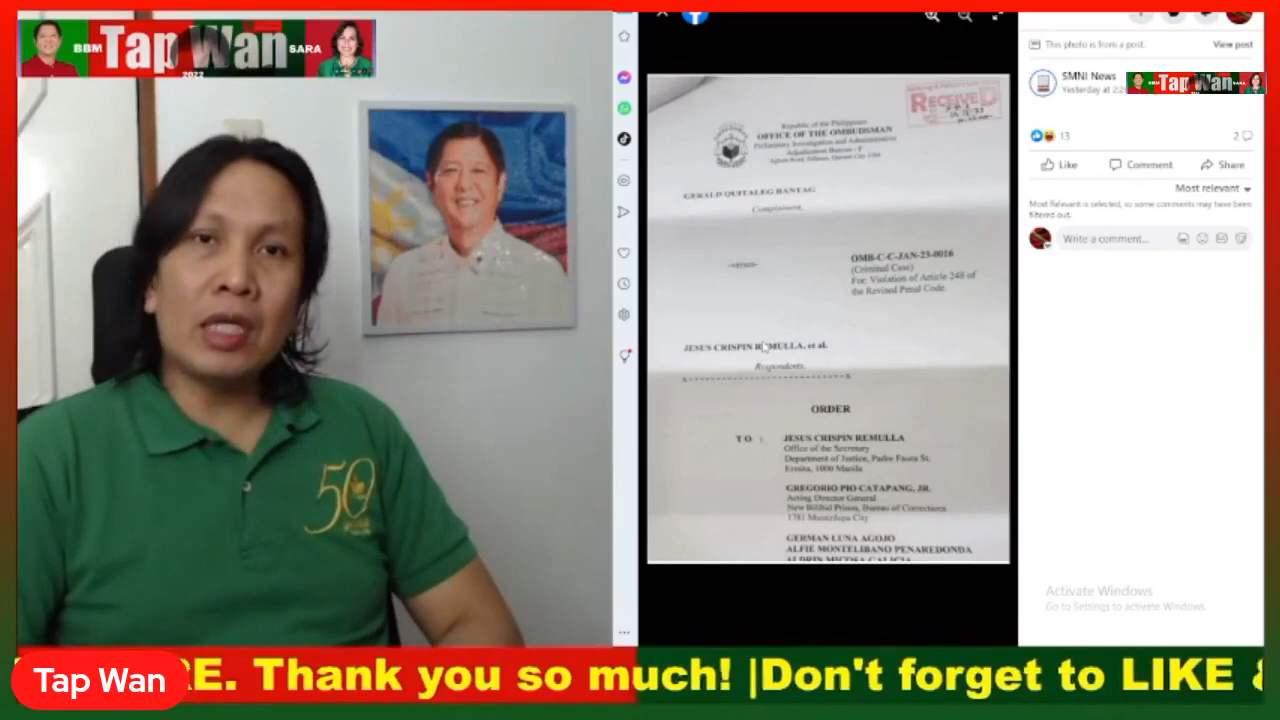 BBM Tap Wan SARA
2022
This photo is from a post.
View post
SMNI News
BBM Tap Wan SARA
13
2
Like
Comment
Share
Most relevant
Most Relevant is selected, so some comments may have been
filtered out.
Write a comment...
RECEIVED
Republic of the Philippines
OFFICE OF THE OMBUDSMAN
Preliminary Investigation and Administrative
Adjudication Bureau - F
Agham Road, Diliman, Quezon City 1104
GERALD QUITALEG BANTAG
Complainant,
-versus-
OMB-C-C-JAN-23-0016
(Criminal Case)
For: Violation of Article 248 of
the Revised Penal Code.
JESUS CRISPIN REMULLA, et al.
Respondents.
x-----------------------------------x
ORDER
TO :
JESUS CRISPIN REMULLA
Office of the Secretary
Department of Justice, Padre Faura St.
Ermita, 1000 Manila
GREGORIO PIO CATAPANG, JR.
Acting Director General
New Bilibid Prison, Bureau of Corrections
1781 Muntinlupa City
GERMAN LUNA AGOJO
ALFIE MONTELIBANO PENAREDONDA
50
Activate Windows
Go to Settings to activate Windows.
RE. Thank you so much! |Don't forget to LIKE &
Tap Wan